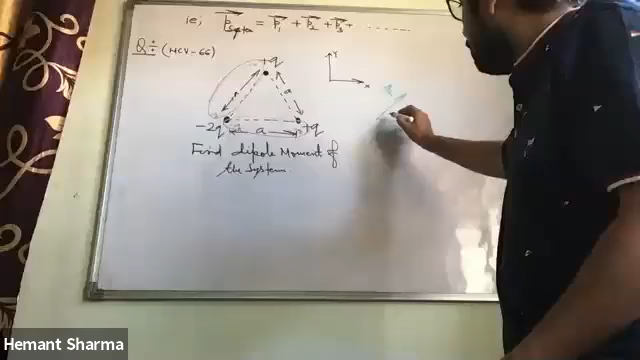 ie; P⃗system = P⃗1 + P⃗2 + P⃗3 + ........
Q:- (HCV-66)
+q
Y
X
a
a
-2q
a
+q
Find dipole Moment of
the system.
Hemant Sharma